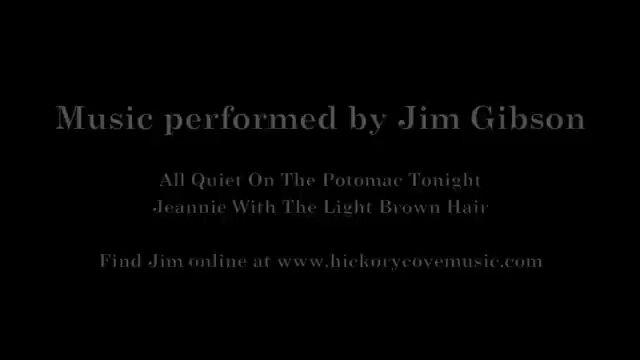 Music performed by Jim Gibson
All Quiet On The Potomac Tonight
Jeannie With The Light Brown Hair
Find Jim online at www.hickorycovemusic.com